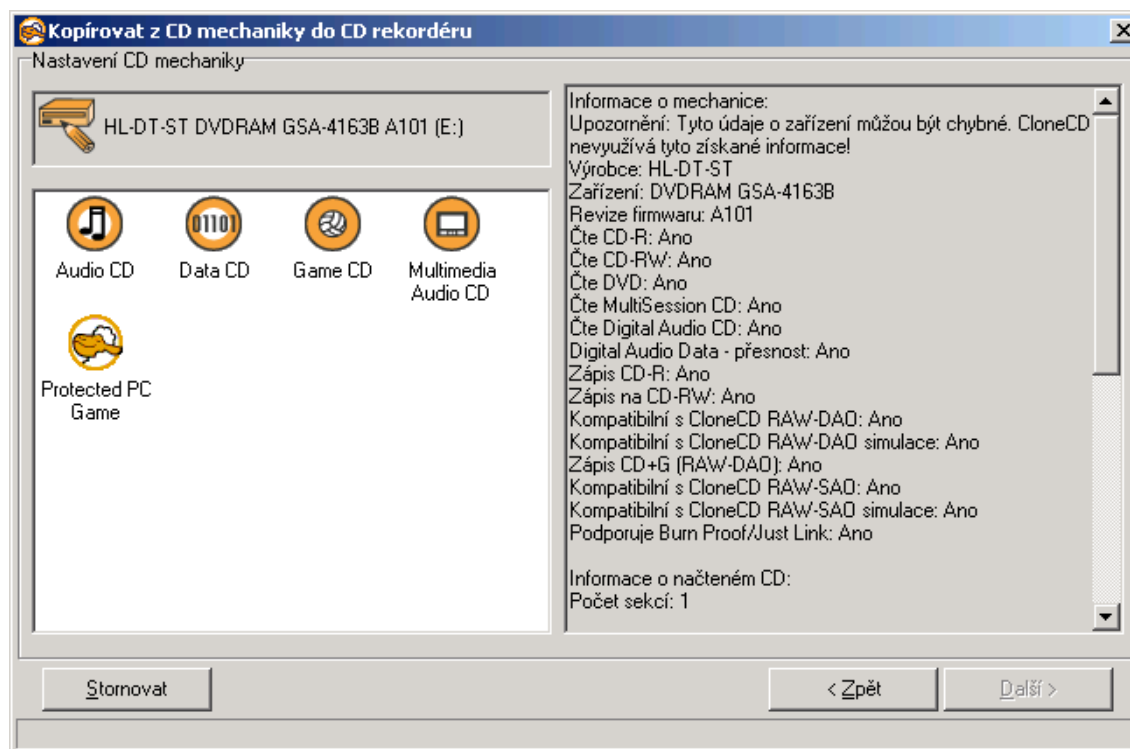 Kopírovat z CD mechaniky do CD rekordéru
Nastavení CD mechaniky
HL-DT-ST DVDRAM GSA-4163B A101 (E:)
01101
Audio CD
Data CD
Game CD
Multimedia
Audio CD
Protected PC
Game
Informace o mechanice:
Upozornění: Tyto údaje o zařízení můžou být chybné. CloneCD
nevyužívá tyto získané informace!
Výrobce: HL-DT-ST
Zařízení: DVDRAM GSA-4163B
Revize firmwaru: A101
Čte CD-R: Ano
Čte CD-RW: Ano
Čte DVD: Ano
Čte MultiSession CD: Ano
Čte Digital Audio CD: Ano
Digital Audio Data - přesnost: Ano
Zápis CD-R: Ano
Zápis na CD-RW: Ano
Kompatibilní s CloneCD RAW-DAO: Ano
Kompatibilní s CloneCD RAW-DAO simulace: Ano
Zápis CD+G (RAW-DAO): Ano
Kompatibilní s CloneCD RAW-SAO: Ano
Kompatibilní s CloneCD RAW-SAO simulace: Ano
Podporuje Burn Proof/Just Link: Ano
Informace o načteném CD:
Počet sekcí: 1
Stornovat
< Zpět
Další >